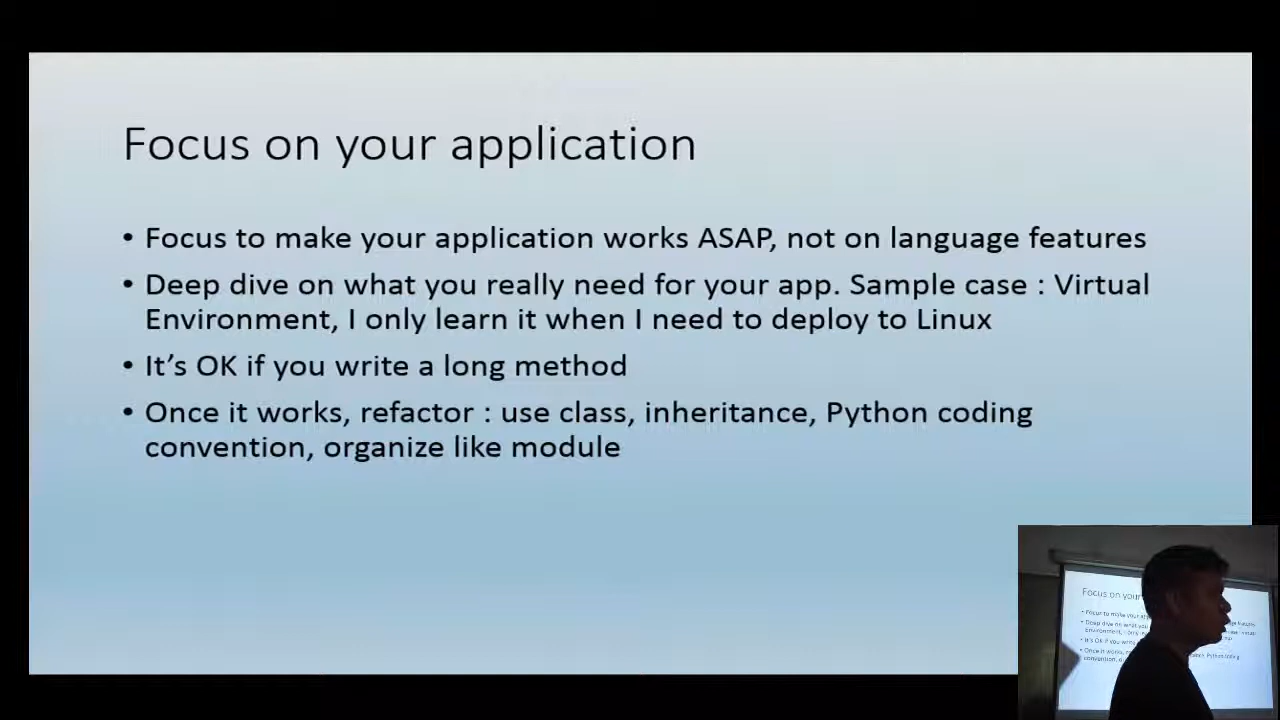 Focus on your application
• Focus to make your application works ASAP, not on language features
• Deep dive on what you really need for your app. Sample case : Virtual
Environment, I only learn it when I need to deploy to Linux
• It's OK if you write a long method
• Once it works, refactor : use class, inheritance, Python coding
convention, organize like module
Focus on your